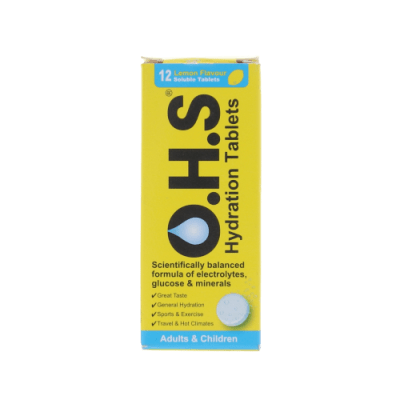 12 Lemon Flavour
Soluble Tablets
O.H.S®
Hydration Tablets
Scientifically balanced
formula of electrolytes,
glucose & minerals
✓Great Taste
✓General Hydration
✓Sports & Exercise
✓Travel & Hot Climates
Adults & Children